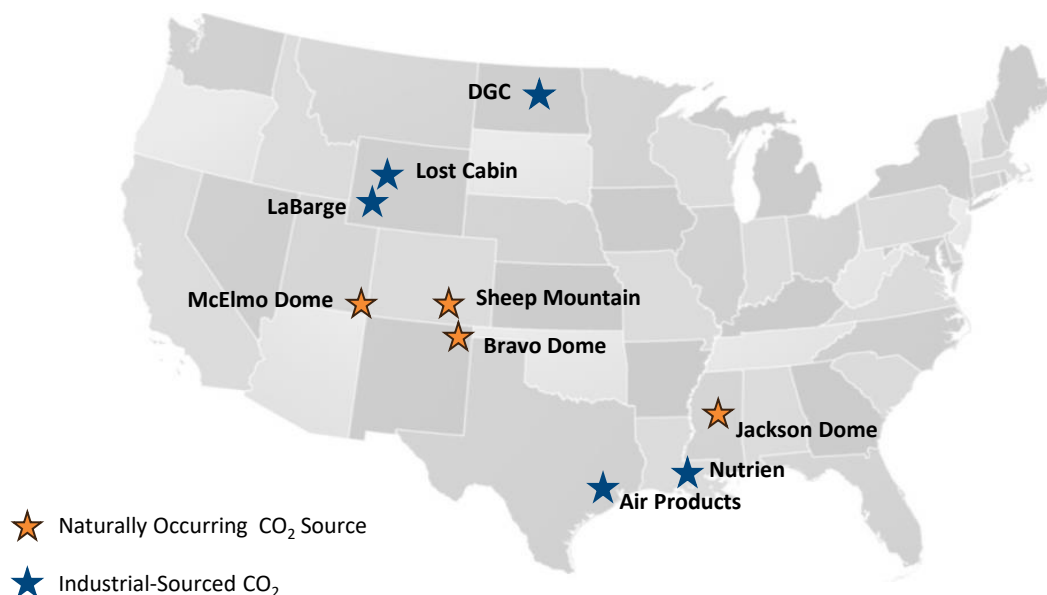 DGC
Lost Cabin
LaBarge
McElmo Dome
Sheep Mountain
Bravo Dome
Jackson Dome
Nutrien
Air Products
Naturally Occurring CO₂ Source
Industrial-Sourced CO₂